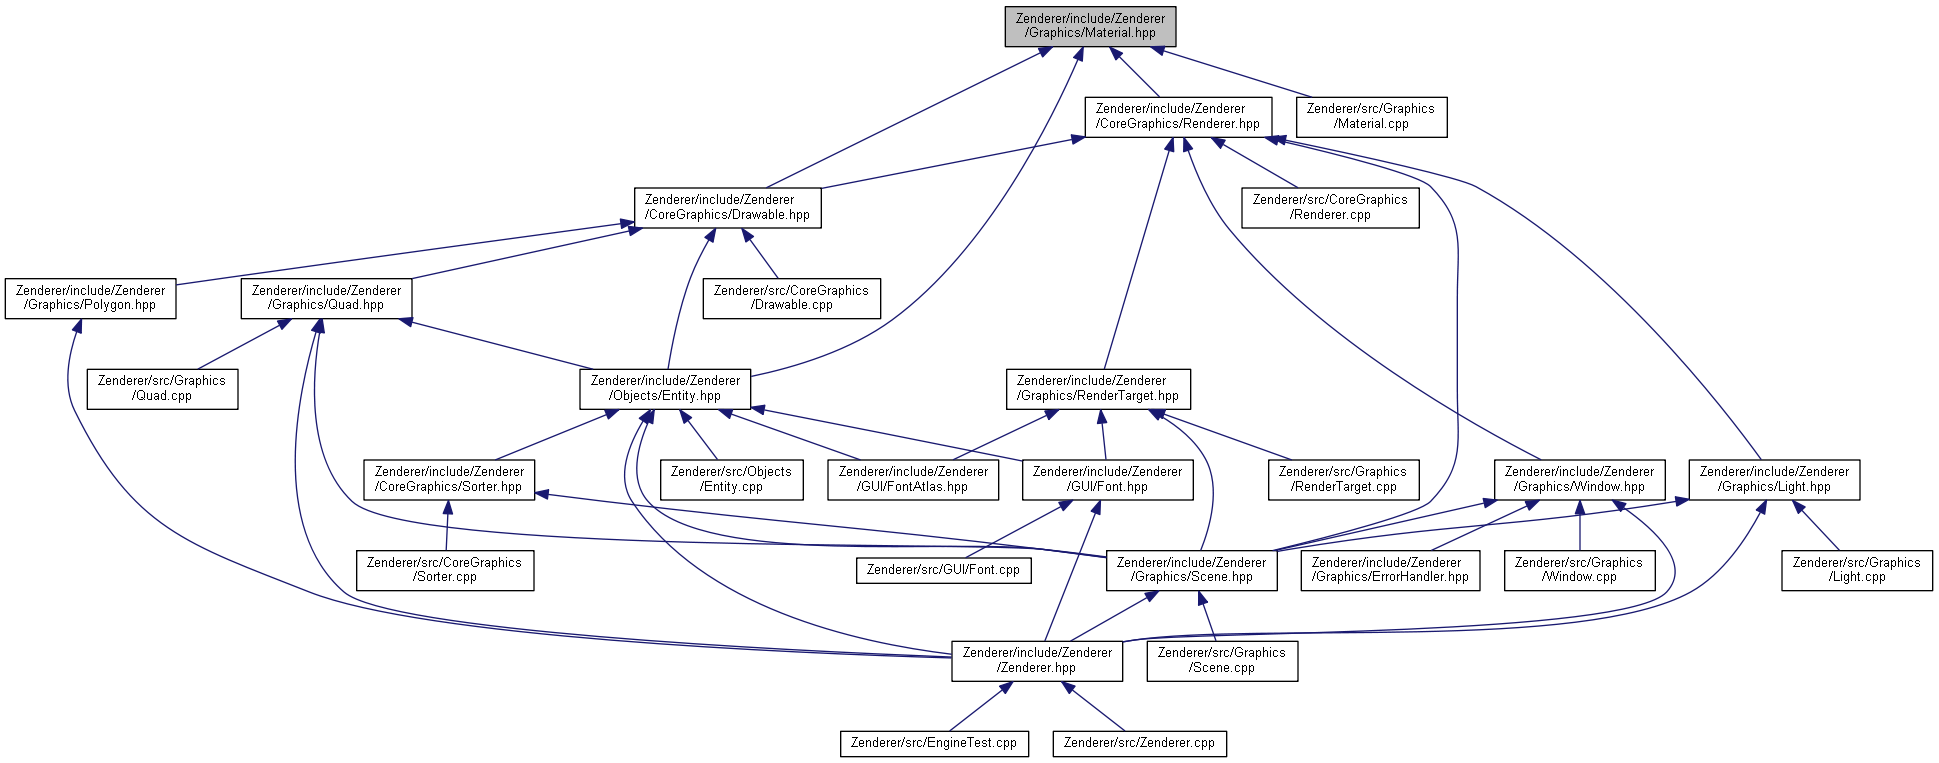 Zenderer/include/Zenderer
/Graphics/Material.hpp
Zenderer/include/Zenderer
/CoreGraphics/Renderer.hpp
Zenderer/src/Graphics
/Material.cpp
Zenderer/include/Zenderer
/CoreGraphics/Drawable.hpp
Zenderer/src/CoreGraphics
/Renderer.cpp
Zenderer/include/Zenderer
/Graphics/Polygon.hpp
Zenderer/include/Zenderer
/Graphics/Quad.hpp
Zenderer/src/CoreGraphics
/Drawable.cpp
Zenderer/src/Graphics
/Quad.cpp
Zenderer/include/Zenderer
/Objects/Entity.hpp
Zenderer/include/Zenderer
/Graphics/RenderTarget.hpp
Zenderer/include/Zenderer
/CoreGraphics/Sorter.hpp
Zenderer/src/Objects
/Entity.cpp
Zenderer/include/Zenderer
/GUI/FontAtlas.hpp
Zenderer/include/Zenderer
/GUI/Font.hpp
Zenderer/src/Graphics
/RenderTarget.cpp
Zenderer/include/Zenderer
/Graphics/Window.hpp
Zenderer/include/Zenderer
/Graphics/Light.hpp
Zenderer/src/CoreGraphics
/Sorter.cpp
Zenderer/src/GUI/Font.cpp
Zenderer/include/Zenderer
/Graphics/Scene.hpp
Zenderer/include/Zenderer
/Graphics/ErrorHandler.hpp
Zenderer/src/Graphics
/Window.cpp
Zenderer/src/Graphics
/Light.cpp
Zenderer/include/Zenderer
/Zenderer.hpp
Zenderer/src/Graphics
/Scene.cpp
Zenderer/src/EngineTest.cpp
Zenderer/src/Zenderer.cpp